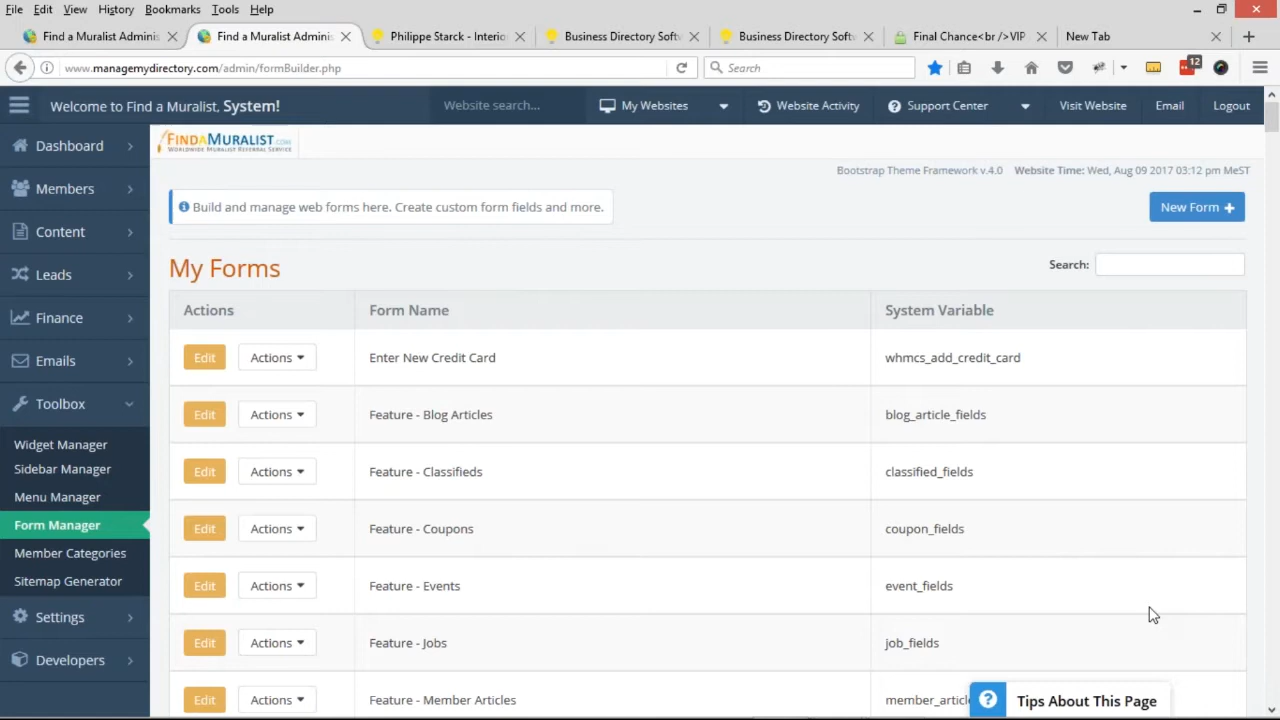 File Edit View History Bookmarks Tools Help
Find a Muralist Adminis
Find a Muralist Adminis
Philippe Starck - Interio
Business Directory Softw
Business Directory Softw
Final Chance<br />VIP
New Tab
www.managemydirectory.com/admin/formBuilder.php
Search
12
Welcome to Find a Muralist, System!
Website search...
My Websites
Website Activity
Support Center
Visit Website
Email
Logout
FINDAMURALIST.COM
WORLDWIDE MURALIST REFERRAL SERVICE
Bootstrap Theme Framework v.4.0 Website Time: Wed, Aug 09 2017 03:12 pm MeST
Build and manage web forms here. Create custom form fields and more.
New Form +
Dashboard
Members
Content
Leads
Finance
Emails
Toolbox
Widget Manager
Sidebar Manager
Menu Manager
Form Manager
Member Categories
Sitemap Generator
Settings
Developers
My Forms
Search:
Actions Form Name System Variable
Edit Actions Enter New Credit Card whmcs_add_credit_card
Edit Actions Feature - Blog Articles blog_article_fields
Edit Actions Feature - Classifieds classified_fields
Edit Actions Feature - Coupons coupon_fields
Edit Actions Feature - Events event_fields
Edit Actions Feature - Jobs job_fields
Edit Actions Feature - Member Articles member_article
Tips About This Page